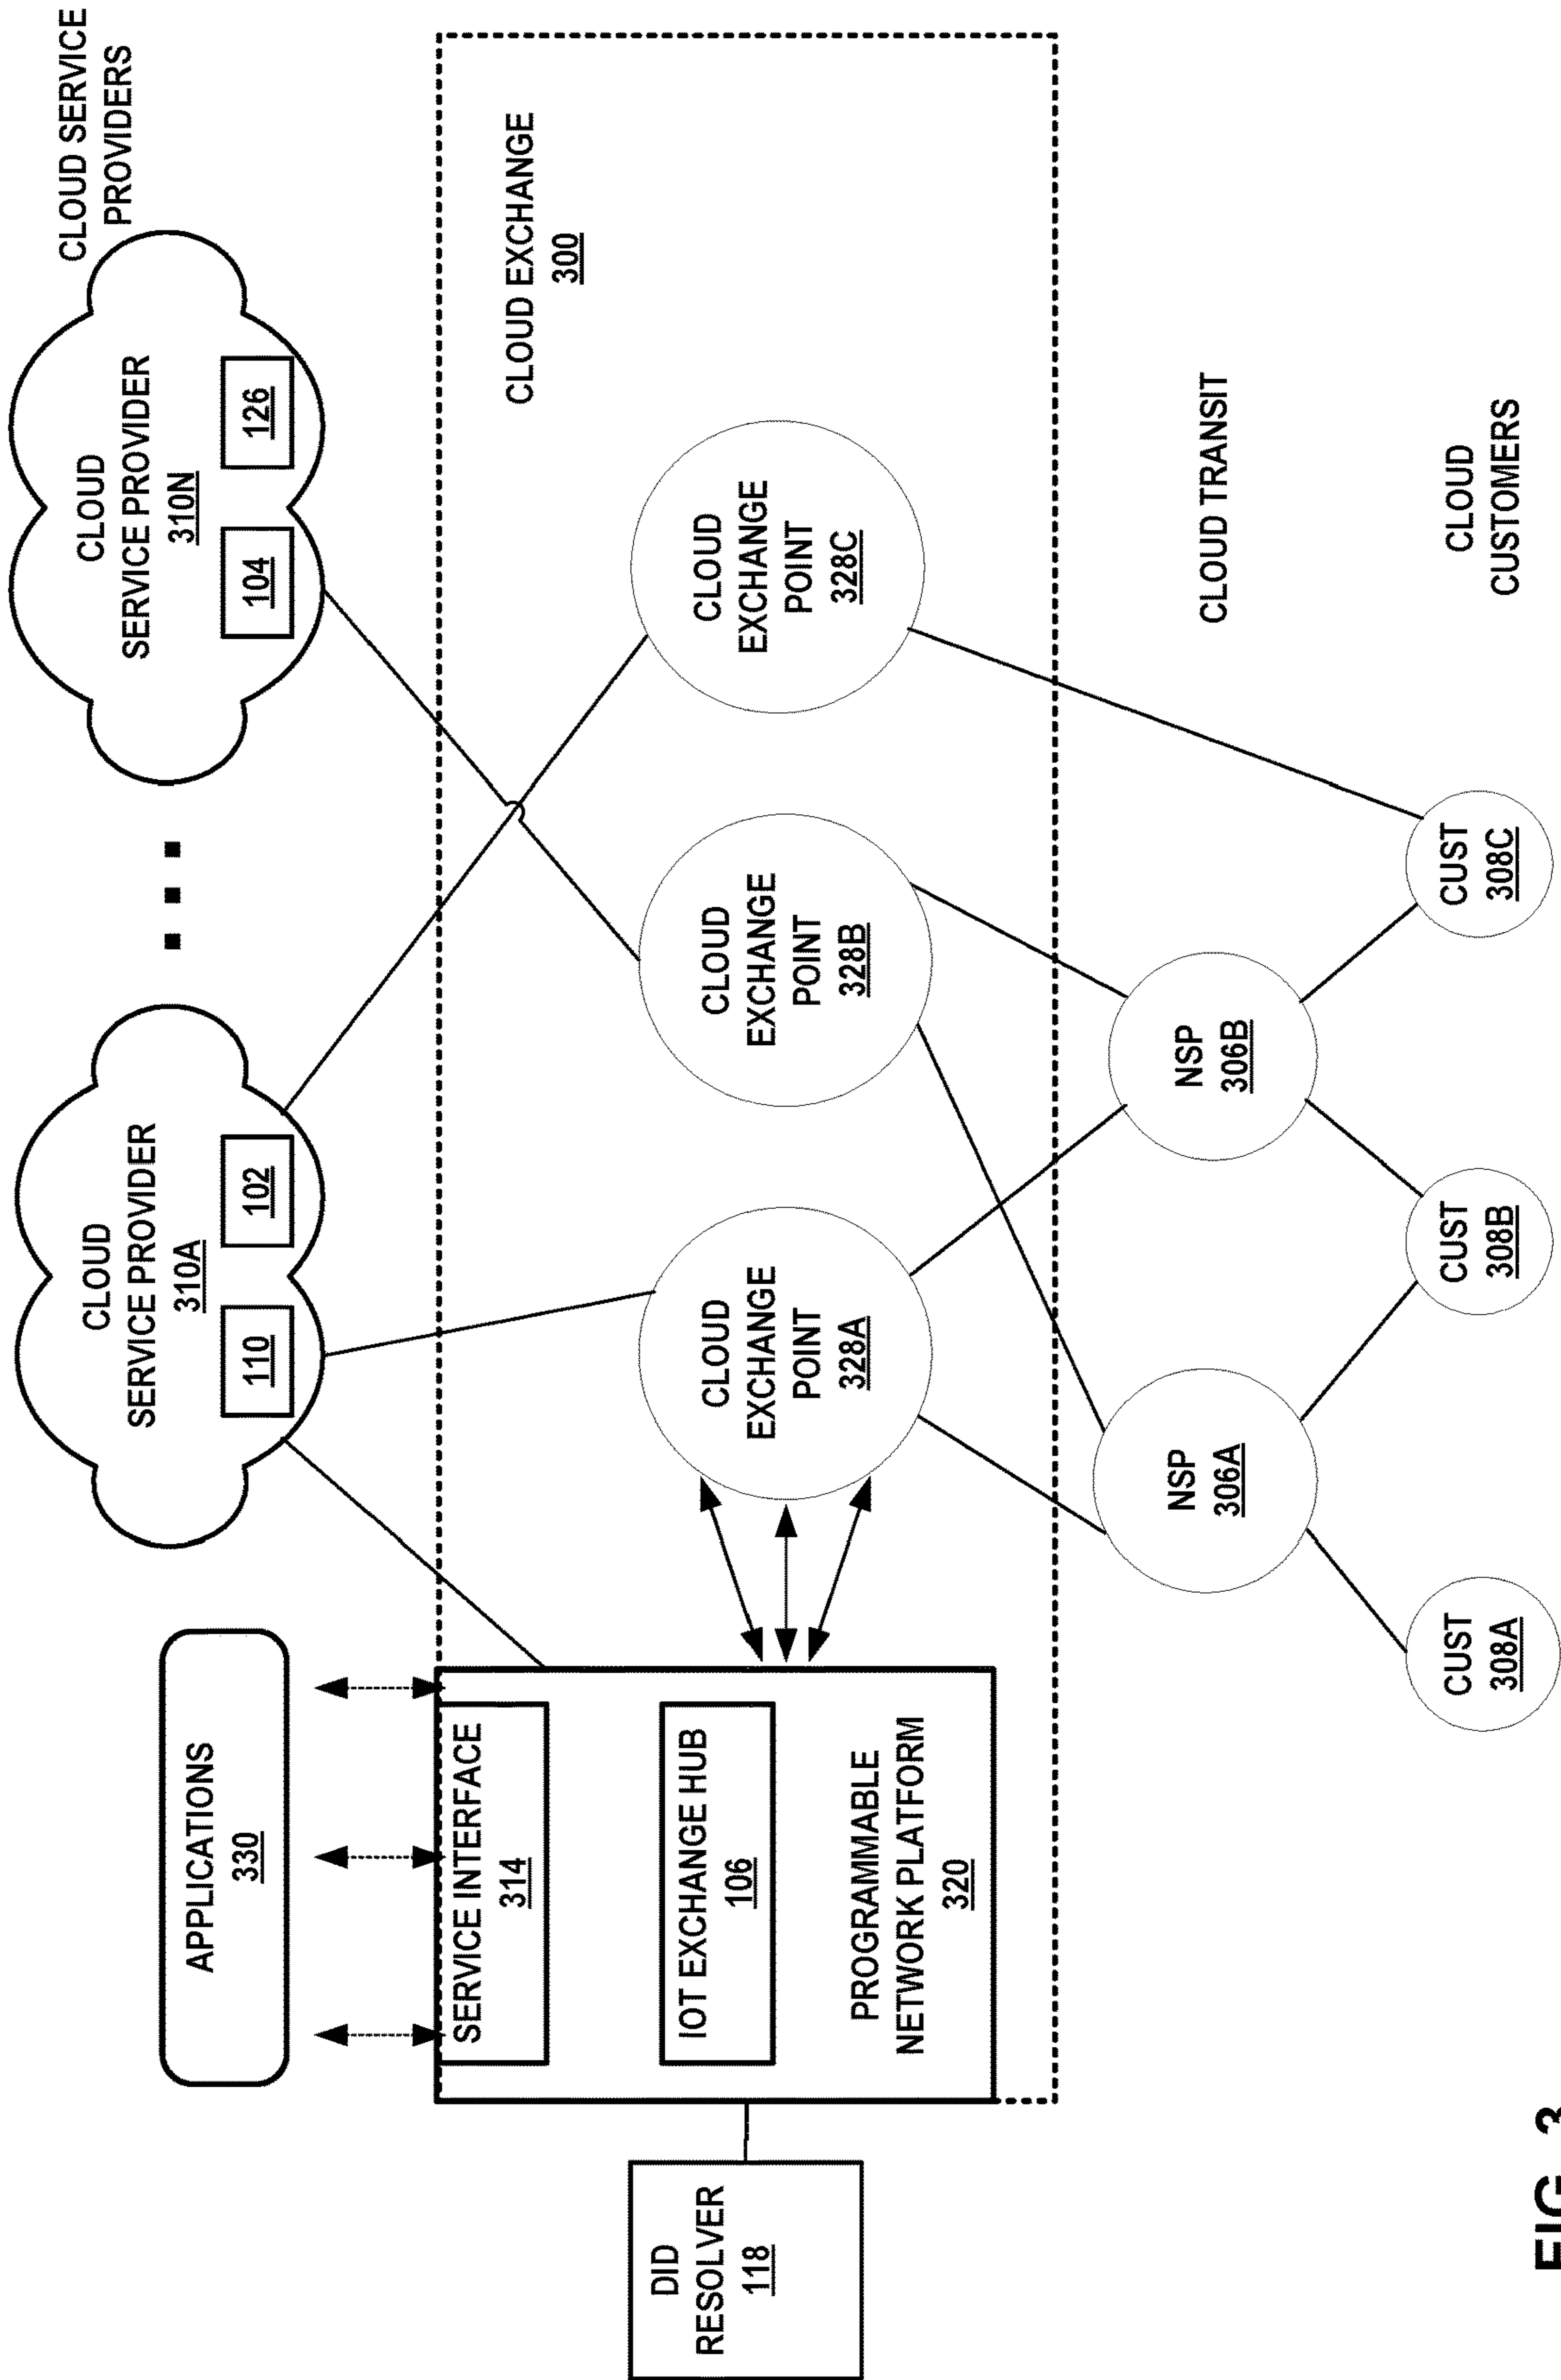 CLOUD SERVICE
PROVIDERS
APPLICATIONS
330
CLOUD
SERVICE PROVIDER
310A
110
102
CLOUD
SERVICE PROVIDER
310N
104
126
CLOUD EXCHANGE
300
SERVICE INTERFACE
314
IOT EXCHANGE HUB
106
PROGRAMMABLE
NETWORK PLATFORM
320
DID
RESOLVER
118
CLOUD
EXCHANGE
POINT
328A
CLOUD
EXCHANGE
POINT
328B
CLOUD
EXCHANGE
POINT
328C
CLOUD TRANSIT
NSP
306A
NSP
306B
CLOUD
CUSTOMERS
CUST
308A
CUST
308B
CUST
308C
FIG. 3